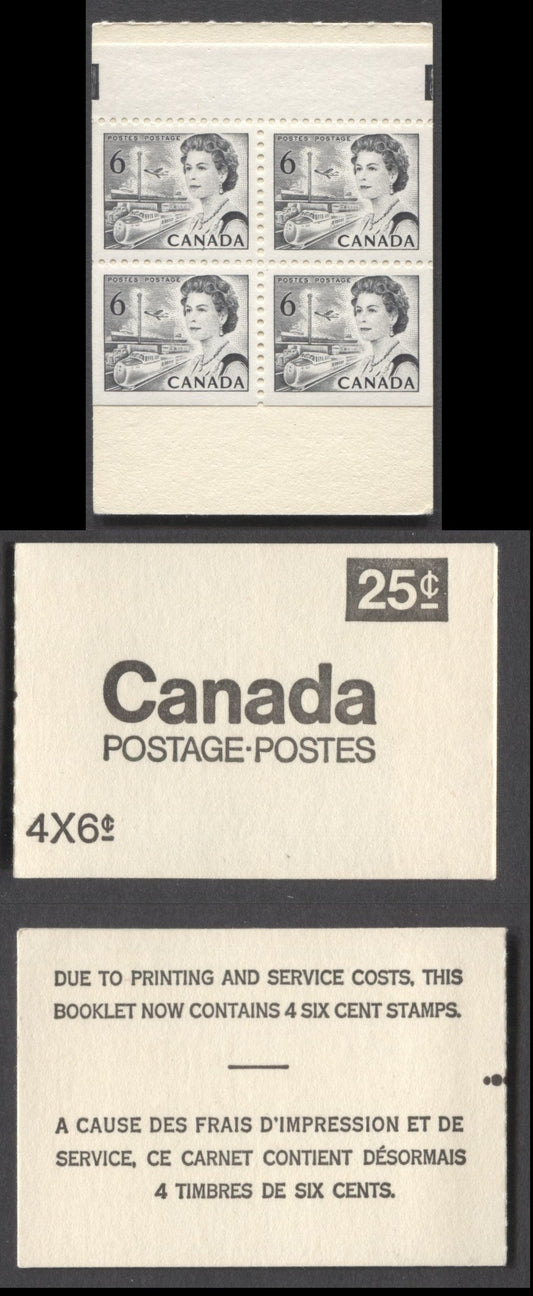 POSTES POSTAGE
6
CANADA
POSTES POSTAGE
6
CANADA
POSTES POSTAGE
6
CANADA
POSTES POSTAGE
6
CANADA
25¢
Canada
POSTAGE·POSTES
4X6¢
DUE TO PRINTING AND SERVICE COSTS, THIS
BOOKLET NOW CONTAINS 4 SIX CENT STAMPS.
A CAUSE DES FRAIS D'IMPRESSION ET DE
SERVICE, CE CARNET CONTIENT DÉSORMAIS
4 TIMBRES DE SIX CENTS.